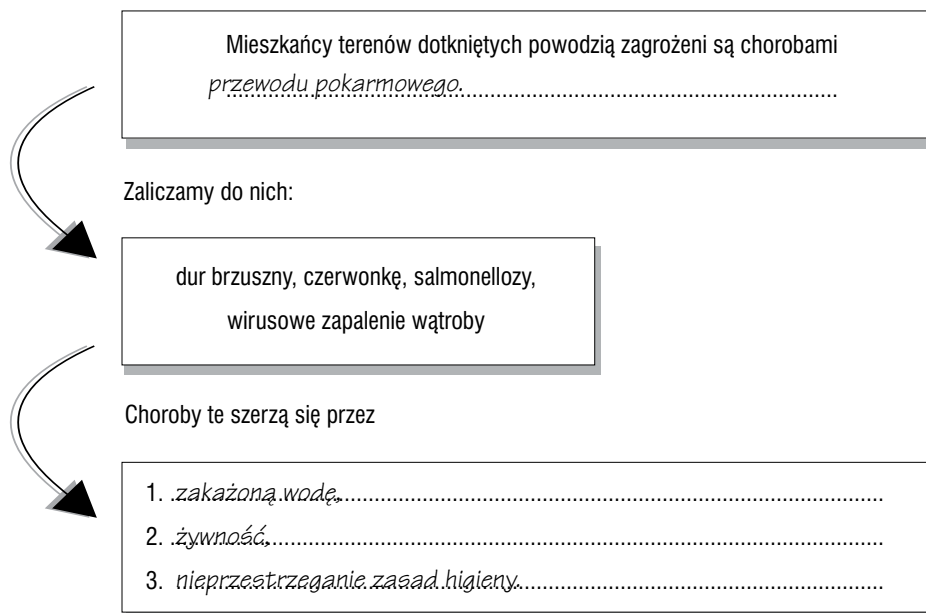 Mieszkańcy terenów dotkniętych powodzią zagrożeni są chorobami
przewodu pokarmowego.
Zaliczamy do nich:
dur brzuszny, czerwonkę, salmonellozy,
wirusowe zapalenie wątroby
Choroby te szerzą się przez
1. zakażoną wodę,
2. żywność,
3. nieprzestrzeganie zasad higieny.